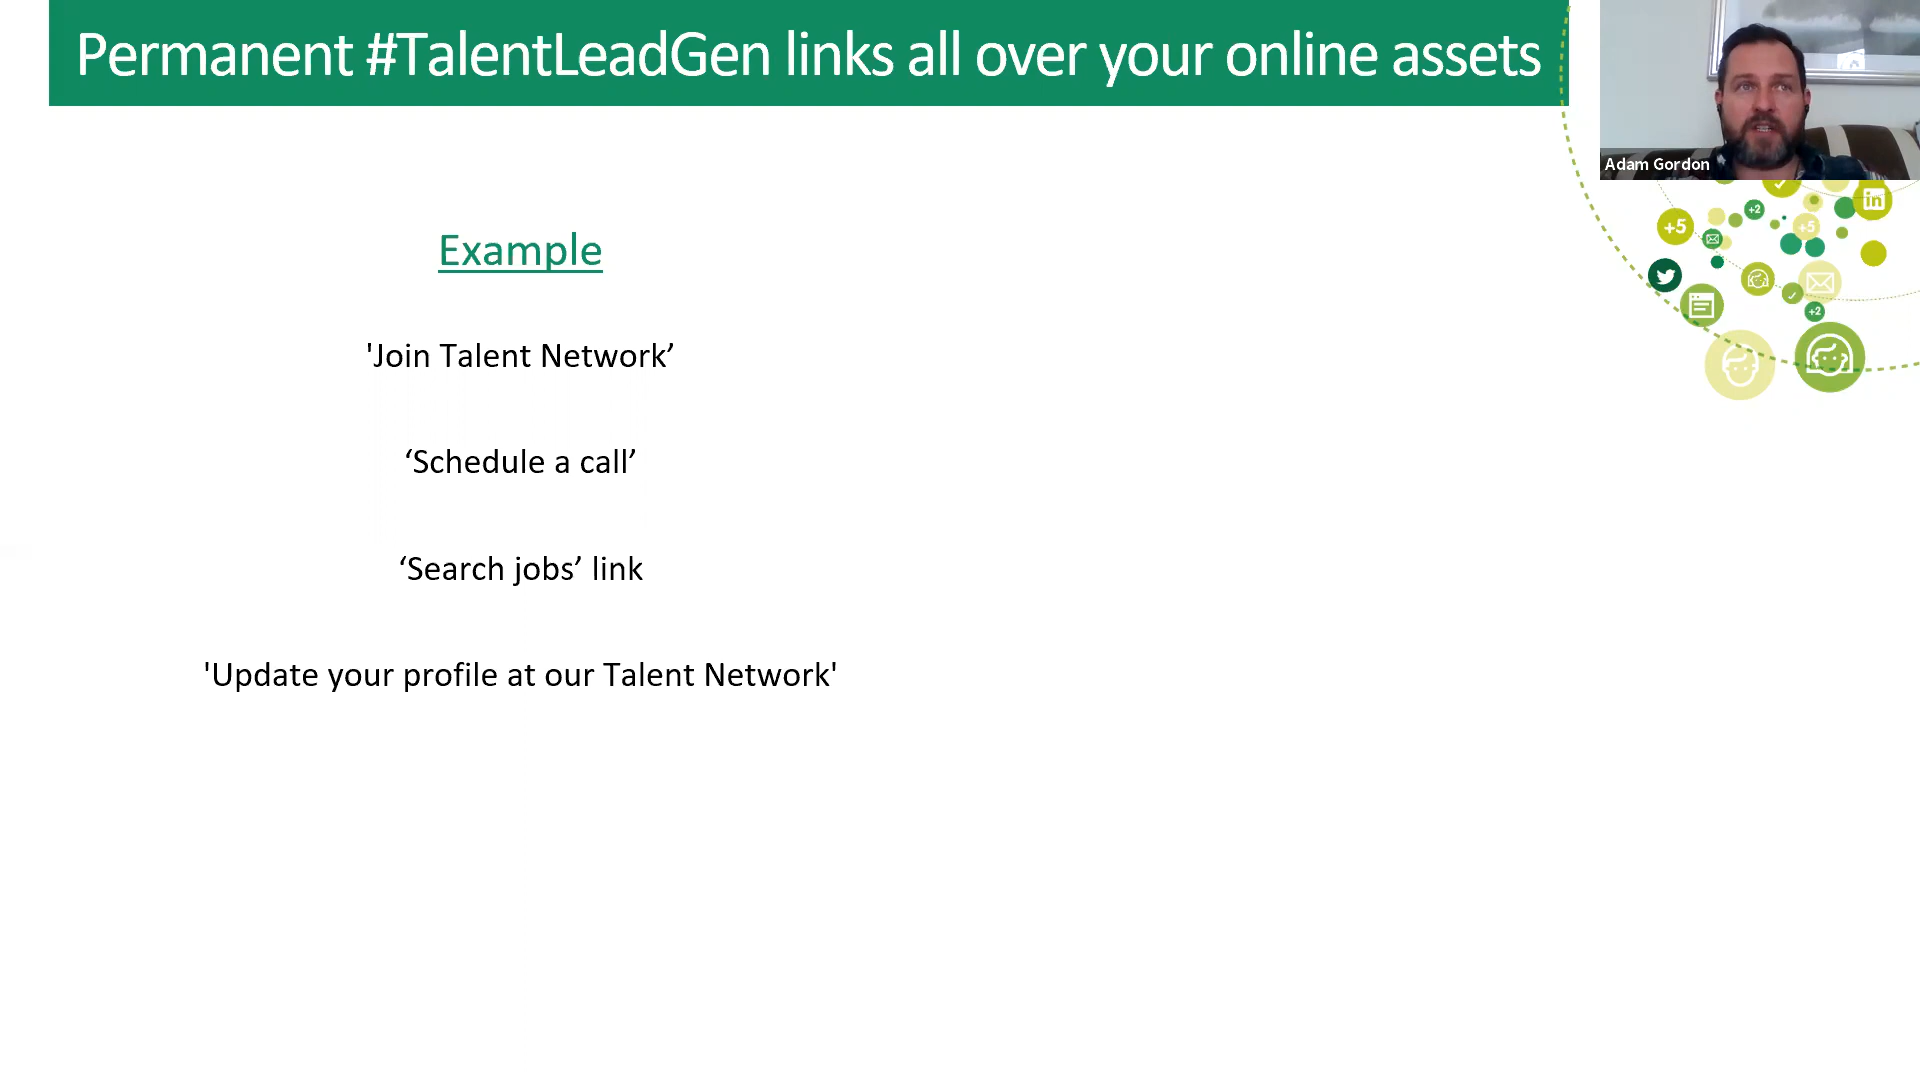 Permanent #TalentLeadGen links all over your online assets
Adam Gordon
in
+2
+5
+5
+2
Example
'Join Talent Network’
‘Schedule a call’
‘Search jobs’ link
'Update your profile at our Talent Network'